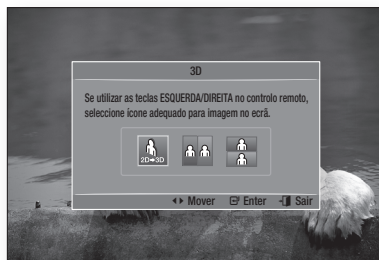 3D
Se utilizar as teclas ESQUERDA/DIREITA no controlo remoto,
seleccione ícone adequado para imagem no ecrã.
2D➡3D
Mover Enter Sair